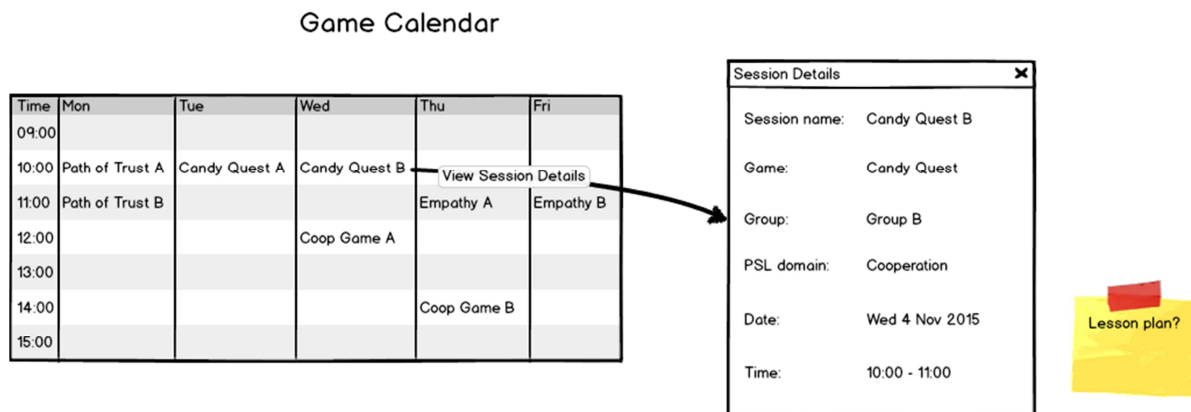 Game Calendar
Time Mon Tue Wed Thu Fri
09:00
10:00 Path of Trust A Candy Quest A Candy Quest B
View Session Details
11:00 Path of Trust B Empathy A Empathy B
12:00 Coop Game A
13:00
14:00 Coop Game B
15:00
Session Details
Session name: Candy Quest B
Game: Candy Quest
Group: Group B
PSL domain: Cooperation
Date: Wed 4 Nov 2015
Time: 10:00 - 11:00
Lesson plan?